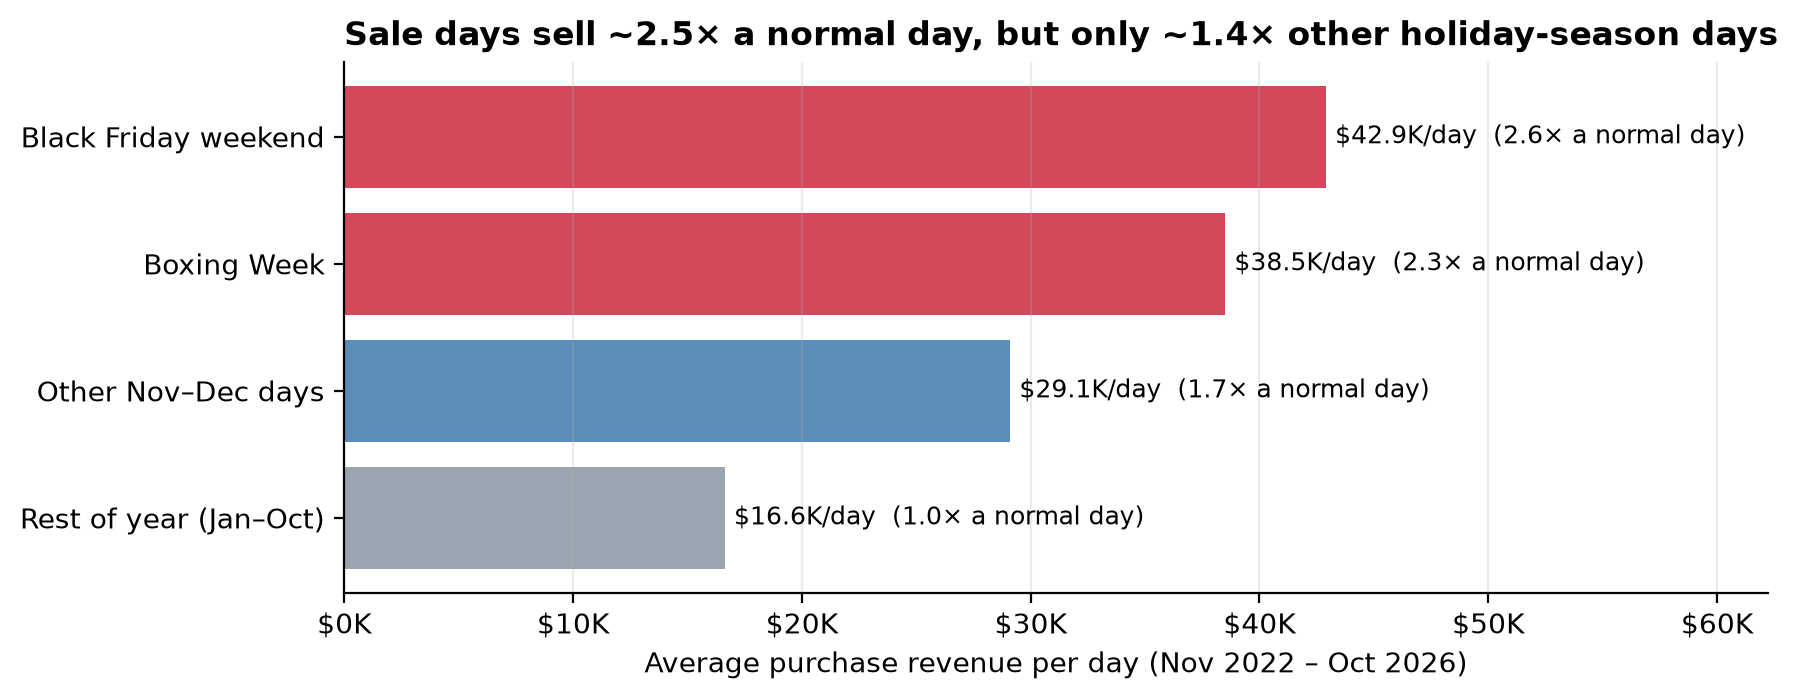 Sale days sell ~2.5× a normal day, but only ~1.4× other holiday-season days
Black Friday weekend
$42.9K/day (2.6× a normal day)
Boxing Week
$38.5K/day (2.3× a normal day)
Other Nov–Dec days
$29.1K/day (1.7× a normal day)
Rest of year (Jan–Oct)
$16.6K/day (1.0× a normal day)
$0K $10K $20K $30K $40K $50K $60K
Average purchase revenue per day (Nov 2022 – Oct 2026)